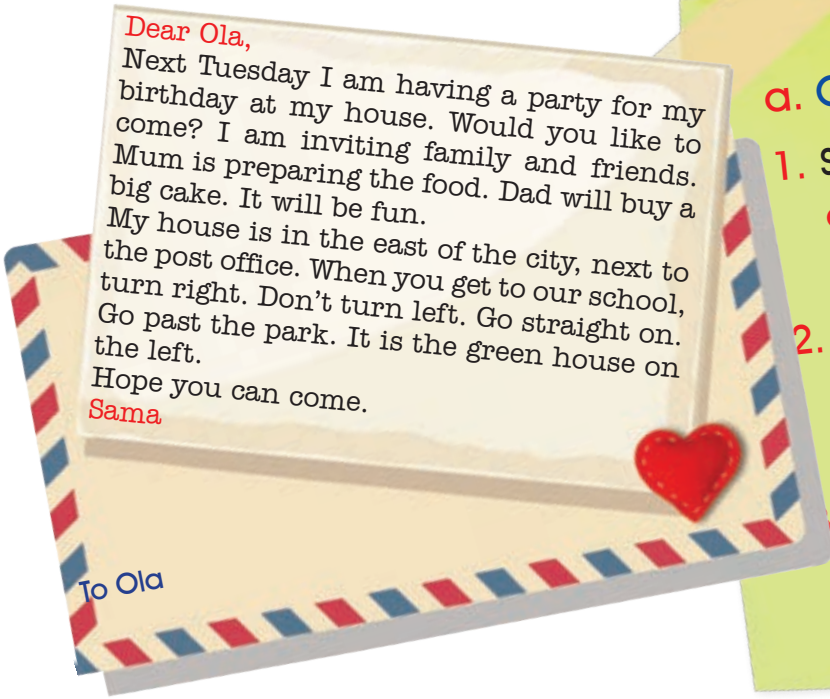 Dear Ola,
Next Tuesday I am having a party for my
birthday at my house. Would you like to
come? I am inviting family and friends.
Mum is preparing the food. Dad will buy a
big cake. It will be fun.
My house is in the east of the city, next to
the post office. When you get to our school,
turn right. Don't turn left. Go straight on.
Go past the park. It is the green house on
the left.
Hope you can come.
Sama
To Ola
a.
1. S
2.